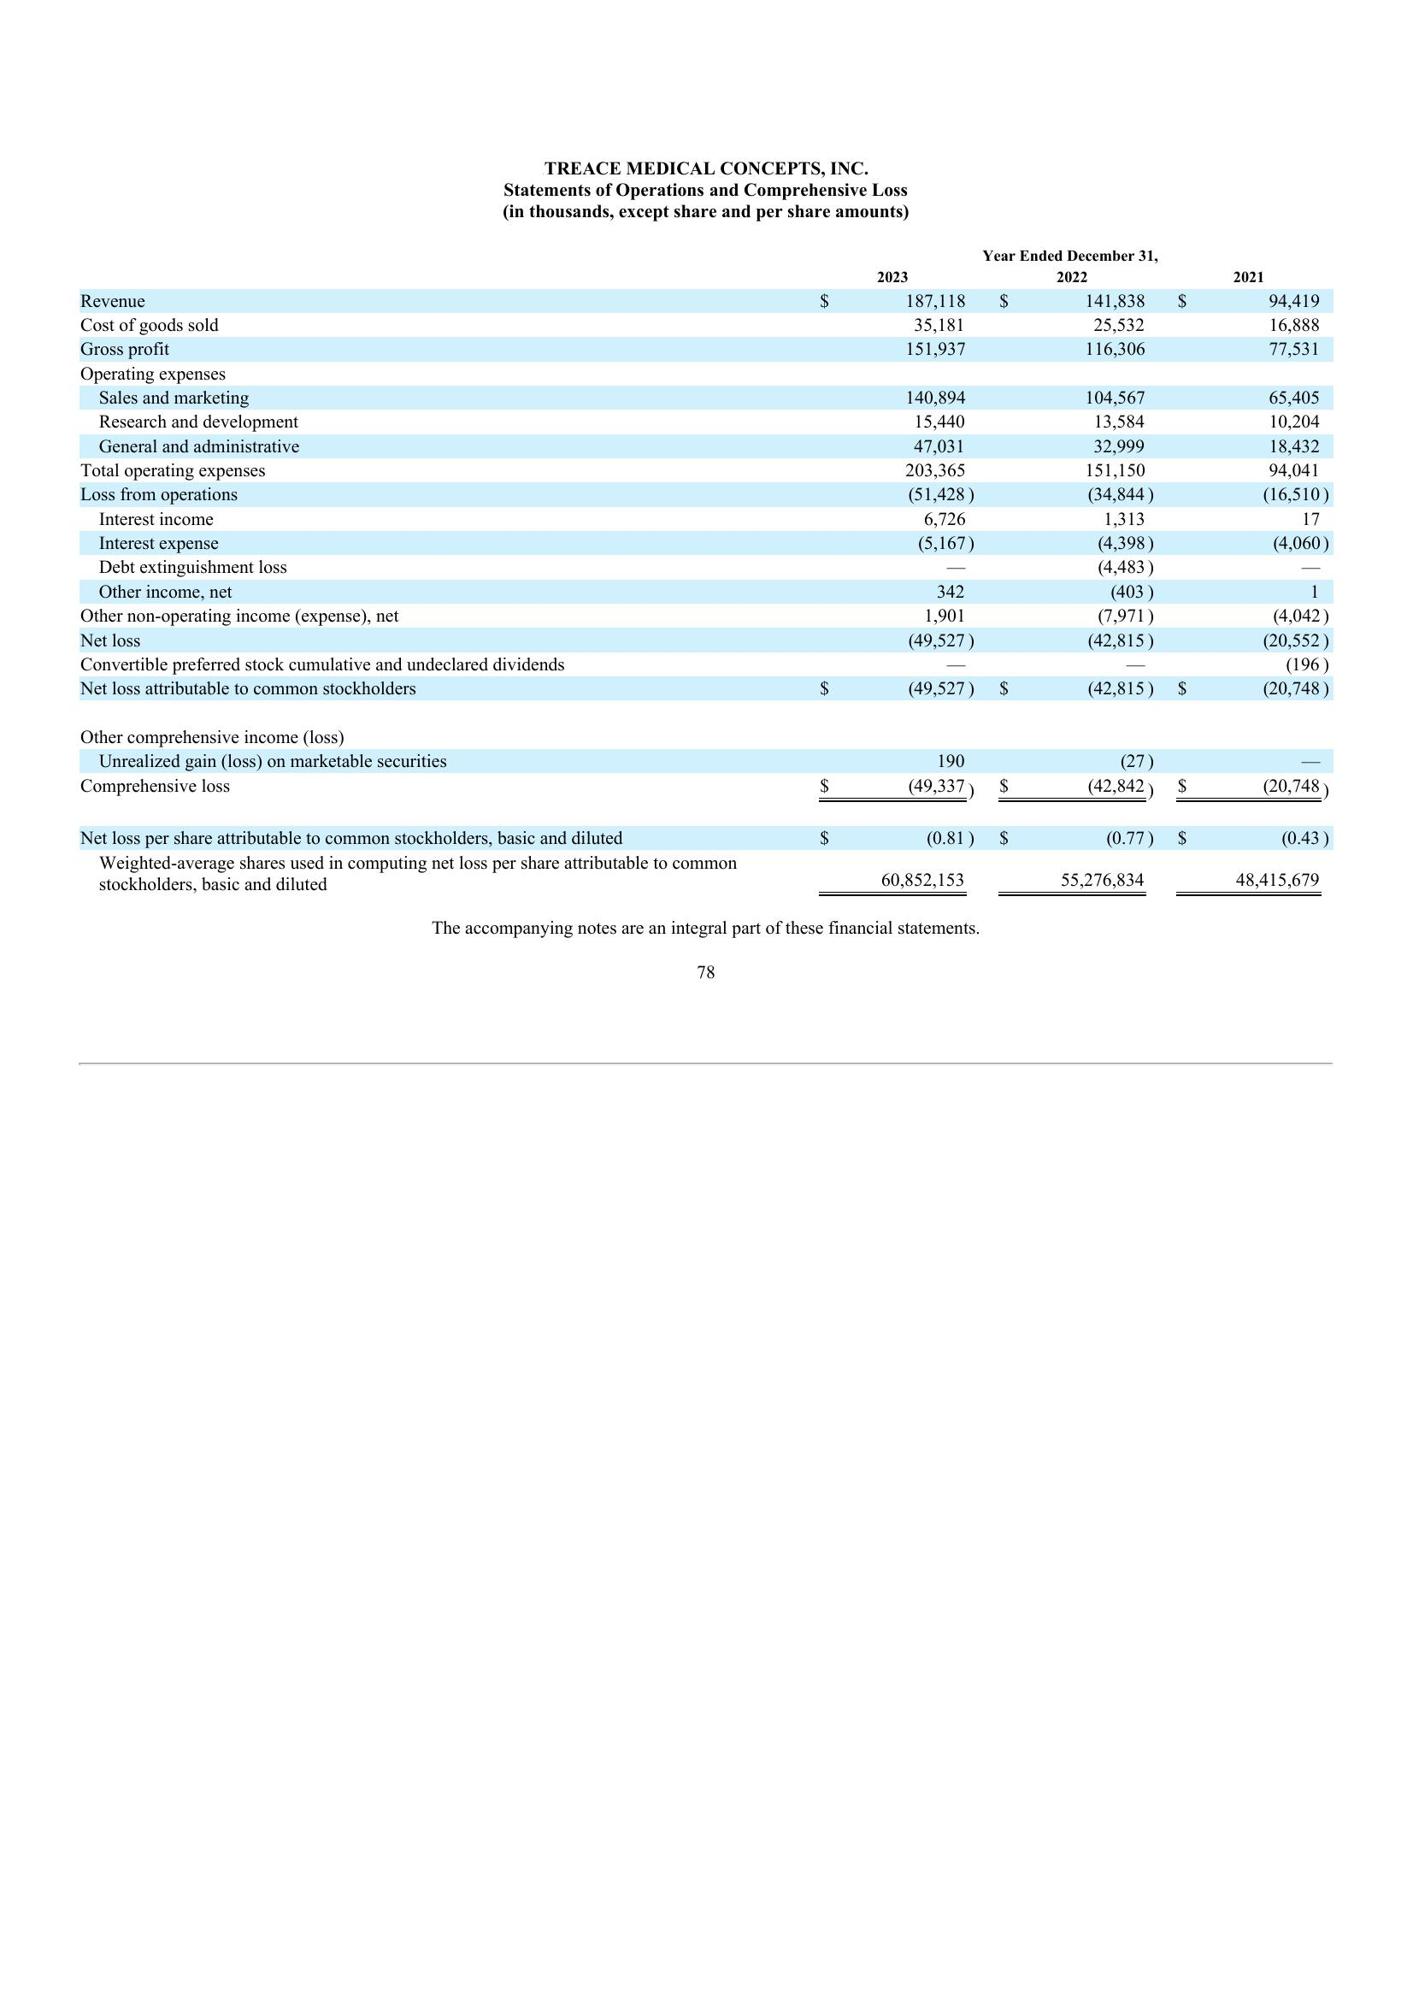 TREACE MEDICAL CONCEPTS, INC.
Statements of Operations and Comprehensive Loss
(in thousands, except share and per share amounts)
Year Ended December 31,
2023 2022 2021
Revenue $ 187,118 $ 141,838 $ 94,419
Cost of goods sold 35,181 25,532 16,888
Gross profit 151,937 116,306 77,531
Operating expenses
Sales and marketing 140,894 104,567 65,405
Research and development 15,440 13,584 10,204
General and administrative 47,031 32,999 18,432
Total operating expenses 203,365 151,150 94,041
Loss from operations (51,428 ) (34,844 ) (16,510 )
Interest income 6,726 1,313 17
Interest expense (5,167 ) (4,398 ) (4,060 )
Debt extinguishment loss — (4,483 ) —
Other income, net 342 (403 ) 1
Other non-operating income (expense), net 1,901 (7,971 ) (4,042 )
Net loss (49,527 ) (42,815 ) (20,552 )
Convertible preferred stock cumulative and undeclared dividends — — (196 )
Net loss attributable to common stockholders $ (49,527 ) $ (42,815 ) $ (20,748 )
Other comprehensive income (loss)
Unrealized gain (loss) on marketable securities 190 (27 ) —
Comprehensive loss $ (49,337 ) $ (42,842 ) $ (20,748 )
Net loss per share attributable to common stockholders, basic and diluted $ (0.81 ) $ (0.77 ) $ (0.43 )
Weighted-average shares used in computing net loss per share attributable to common
stockholders, basic and diluted 60,852,153 55,276,834 48,415,679
The accompanying notes are an integral part of these financial statements.
78